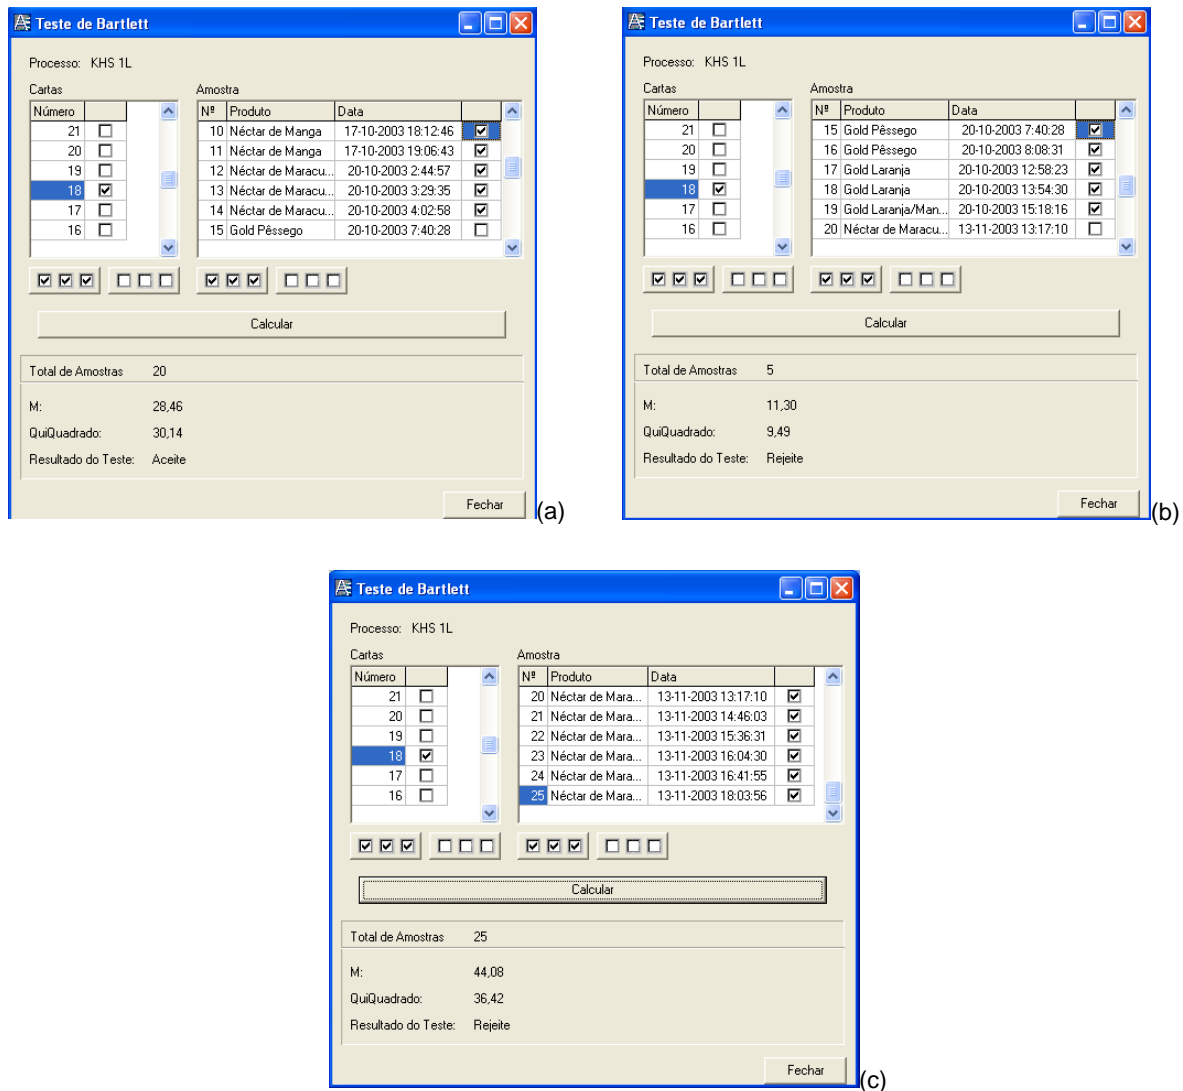 Teste de Bartlett
Processo: KHS 1L
Cartas Amostra
Número Nº Produto Data
21 10 Néctar de Manga 17-10-2003 18:12:46
20 11 Néctar de Manga 17-10-2003 19:06:43
19 12 Néctar de Maracu... 20-10-2003 2:44:57
18 13 Néctar de Maracu... 20-10-2003 3:29:35
17 14 Néctar de Maracu... 20-10-2003 4:02:58
16 15 Gold Pêssego 20-10-2003 7:40:28
Calcular
Total de Amostras 20
M: 28,46
QuiQuadrado: 30,14
Resultado do Teste: Aceite
Fechar
(a)
Teste de Bartlett
Processo: KHS 1L
Cartas Amostra
Número Nº Produto Data
21 15 Gold Pêssego 20-10-2003 7:40:28
20 16 Gold Pêssego 20-10-2003 8:08:31
19 17 Gold Laranja 20-10-2003 12:58:23
18 18 Gold Laranja 20-10-2003 13:54:30
17 19 Gold Laranja/Man... 20-10-2003 15:18:16
16 20 Néctar de Maracu... 13-11-2003 13:17:10
Calcular
Total de Amostras 5
M: 11,30
QuiQuadrado: 9,49
Resultado do Teste: Rejeite
Fechar
(b)
Teste de Bartlett
Processo: KHS 1L
Cartas Amostra
Número Nº Produto Data
21 20 Néctar de Mara... 13-11-2003 13:17:10
20 21 Néctar de Mara... 13-11-2003 14:46:03
19 22 Néctar de Mara... 13-11-2003 15:36:31
18 23 Néctar de Mara... 13-11-2003 16:04:30
17 24 Néctar de Mara... 13-11-2003 16:41:55
16 25 Néctar de Mara... 13-11-2003 18:03:56
Calcular
Total de Amostras 25
M: 44,08
QuiQuadrado: 36,42
Resultado do Teste: Rejeite
Fechar
(c)